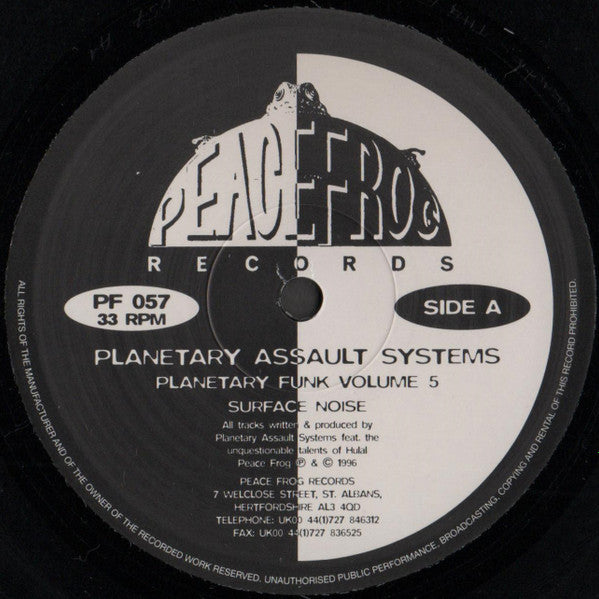 PEACEFROG
RECORDS
PF 057
33 RPM
SIDE A
PLANETARY ASSAULT SYSTEMS
PLANETARY FUNK VOLUME 5
SURFACE NOISE
All tracks written & produced by
Planetary Assault Systems feat. the
unquestionable talents of Hulal
Peace Frog ℗ & © 1996
PEACE FROG RECORDS
7 WELCLOSE STREET, ST. ALBANS,
HERTFORDSHIRE AL3 4QD
TELEPHONE: UK00 44(1)727 846312
FAX: UK00 44(1)727 836525
ALL RIGHTS OF THE MANUFACTURER AND OF THE OWNER OF THE RECORDED WORK RESERVED. UNAUTHORISED PUBLIC PERFORMANCE, BROADCASTING, COPYING AND RENTAL OF THIS RECORD PROHIBITED.